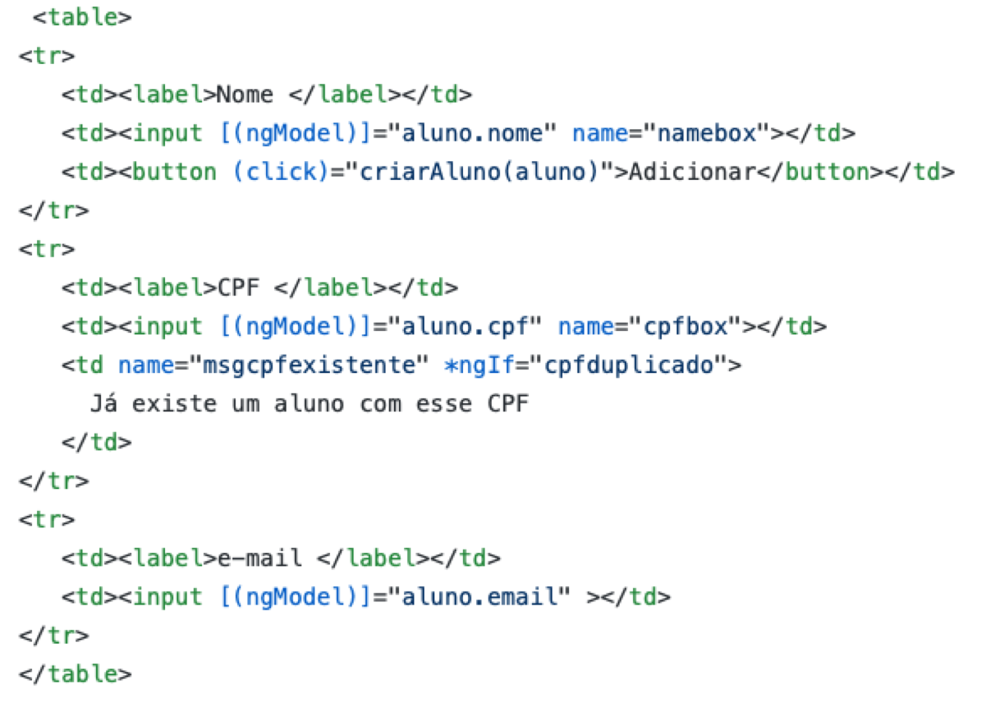 <table>
<tr>
<td><label>Nome </label></td>
<td><input [(ngModel)]="aluno.nome" name="namebox"></td>
<td><button (click)="criarAluno(aluno)">Adicionar</button></td>
</tr>
<tr>
<td><label>CPF </label></td>
<td><input [(ngModel)]="aluno.cpf" name="cpfbox"></td>
<td name="msgcpfexistente" *ngIf="cpfduplicado">
Já existe um aluno com esse CPF
</td>
</tr>
<tr>
<td><label>e-mail </label></td>
<td><input [(ngModel)]="aluno.email" ></td>
</tr>
</table>